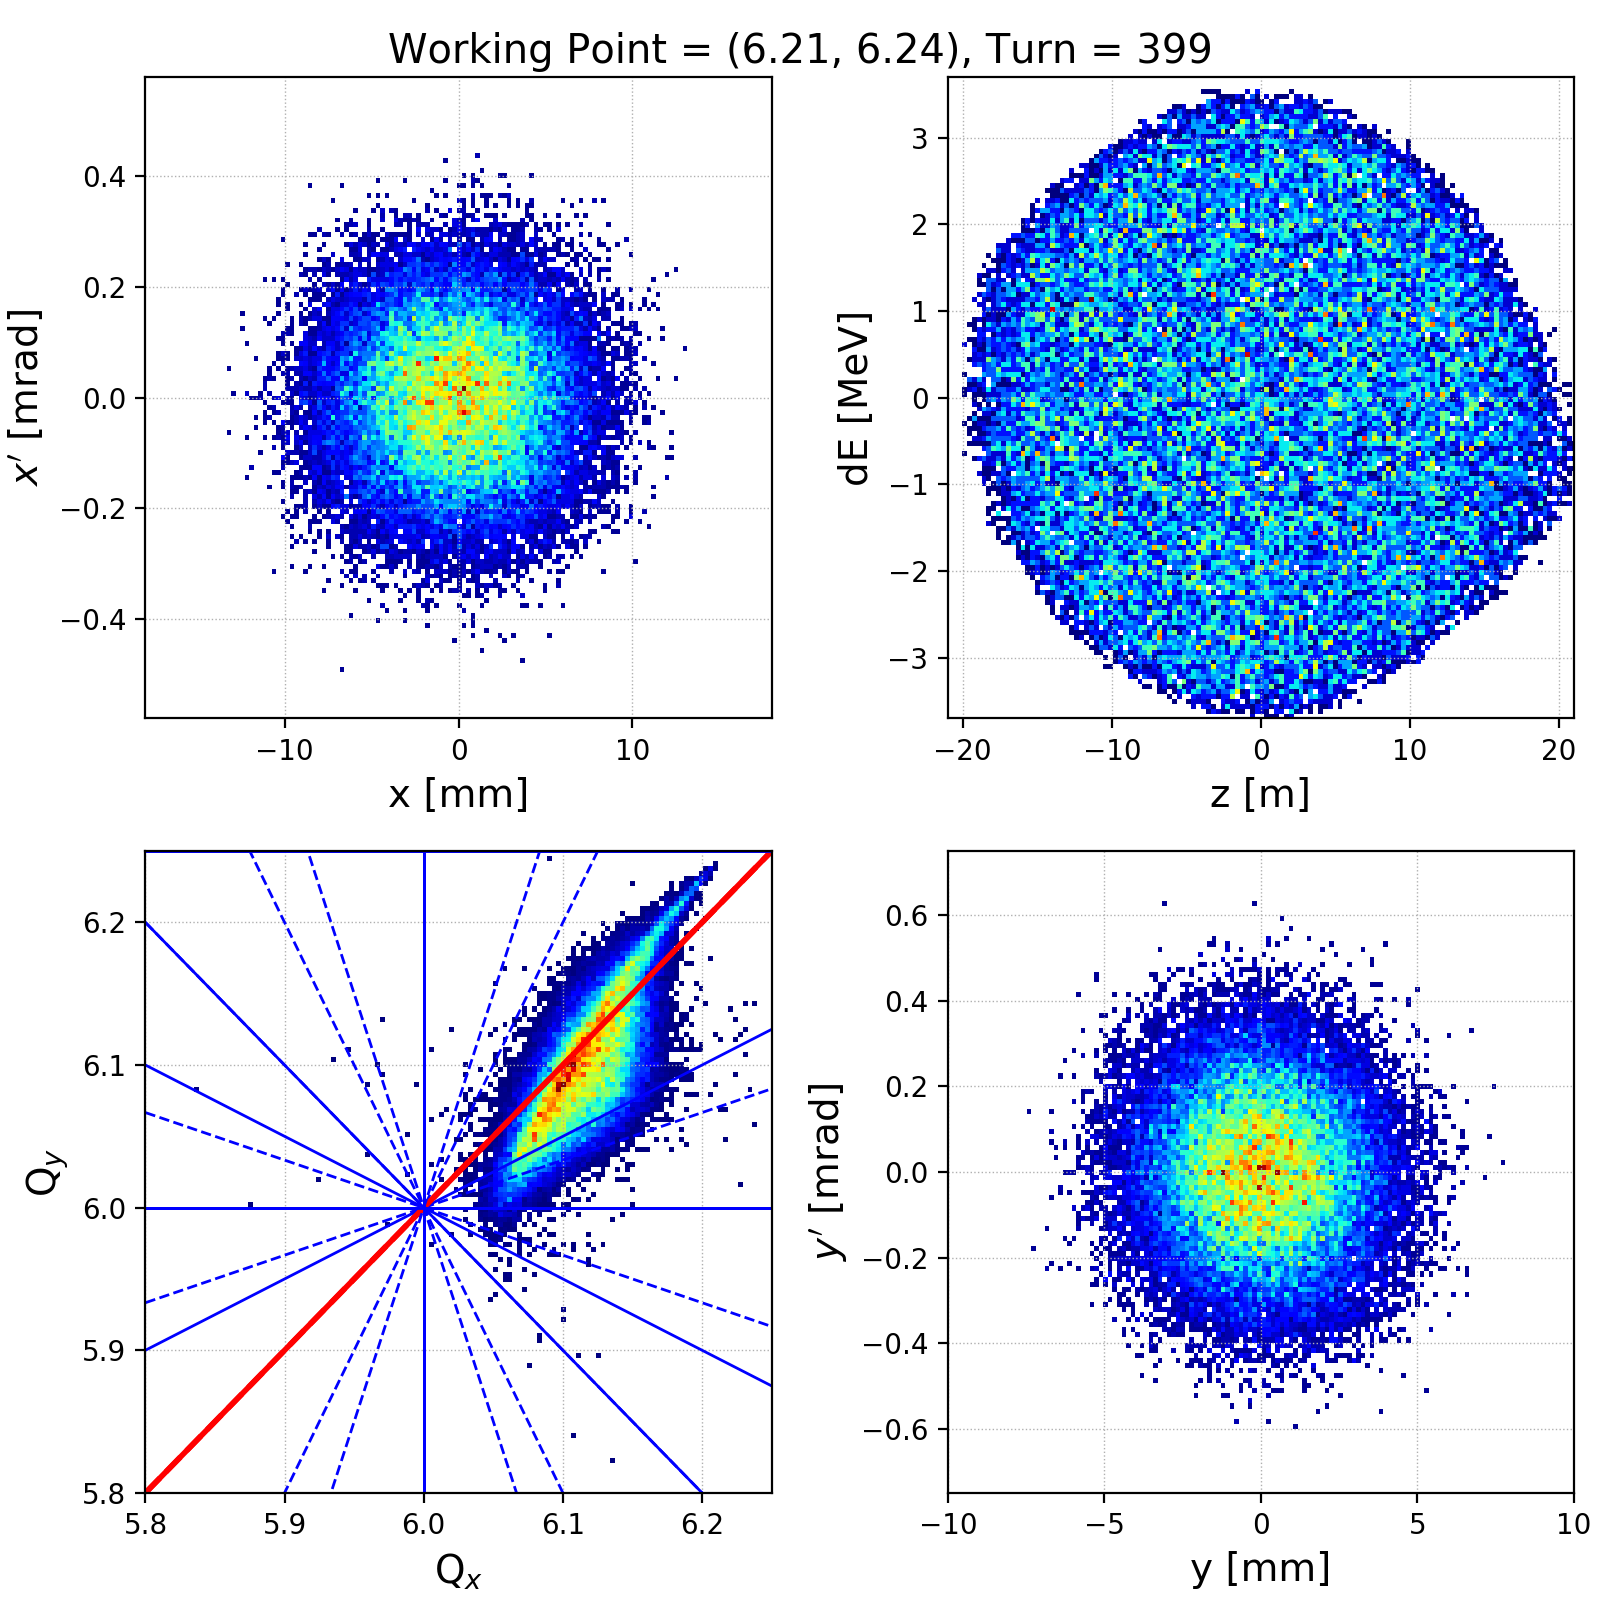 Working Point = (6.21, 6.24), Turn = 399
0.4
0.2
0.0
−0.2
−0.4
x′ [mrad]
−10 0 10
x [mm]
3
2
1
0
−1
−2
−3
dE [MeV]
−20 −10 0 10 20
z [m]
6.2
6.1
6.0
5.9
5.8
Qy
5.8 5.9 6.0 6.1 6.2
Qx
0.6
0.4
0.2
0.0
−0.2
−0.4
−0.6
y′ [mrad]
−10 −5 0 5 10
y [mm]